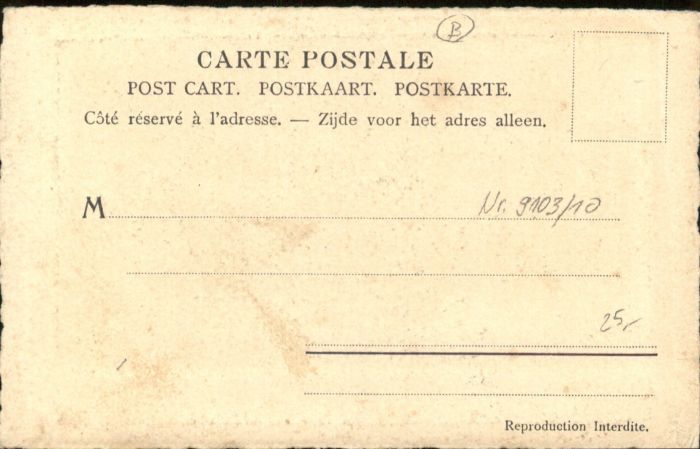 B
CARTE POSTALE
POST CART. POSTKAART. POSTKARTE.
Côté réservé à l'adresse. — Zijde voor het adres alleen.
M
Nr. 9103/10
25,-
Reproduction Interdite.